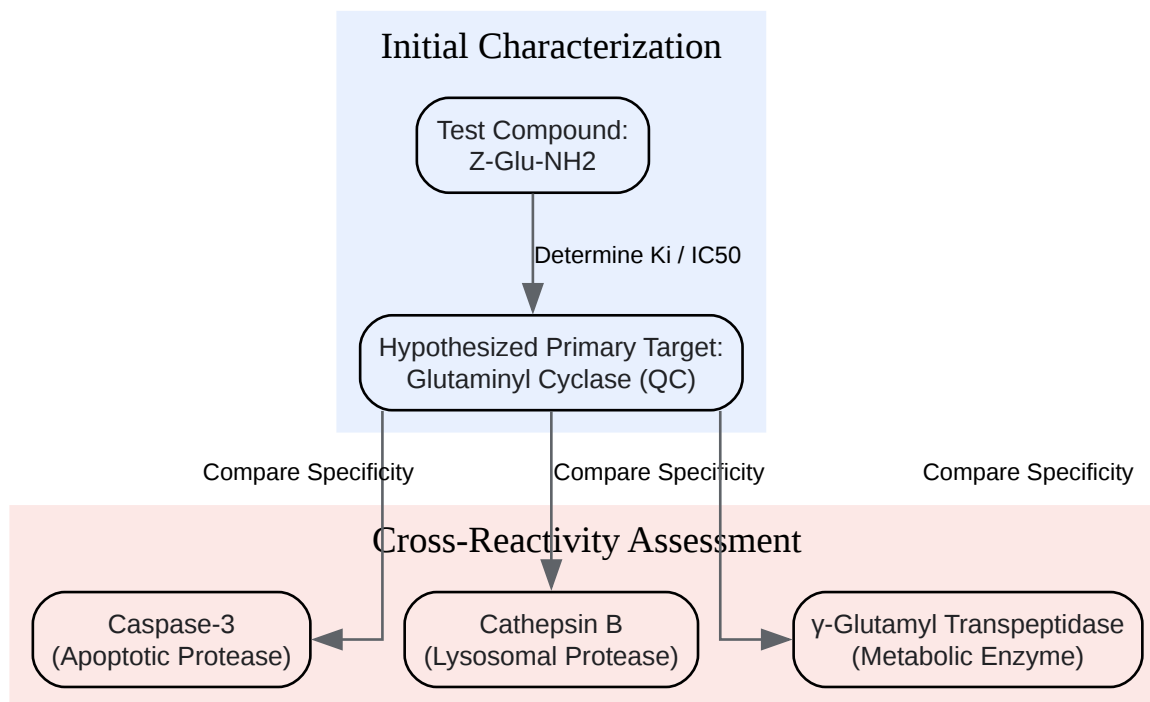 Initial Characterization
Test Compound:
Z-Glu-NH2
Determine Ki / IC50
Hypothesized Primary Target:
Glutaminyl Cyclase (QC)
Compare Specificity
Compare Specificity
Compare Specificity
Cross-Reactivity Assessment
Caspase-3
(Apoptotic Protease)
Cathepsin B
(Lysosomal Protease)
γ-Glutamyl Transpeptidase
(Metabolic Enzyme)